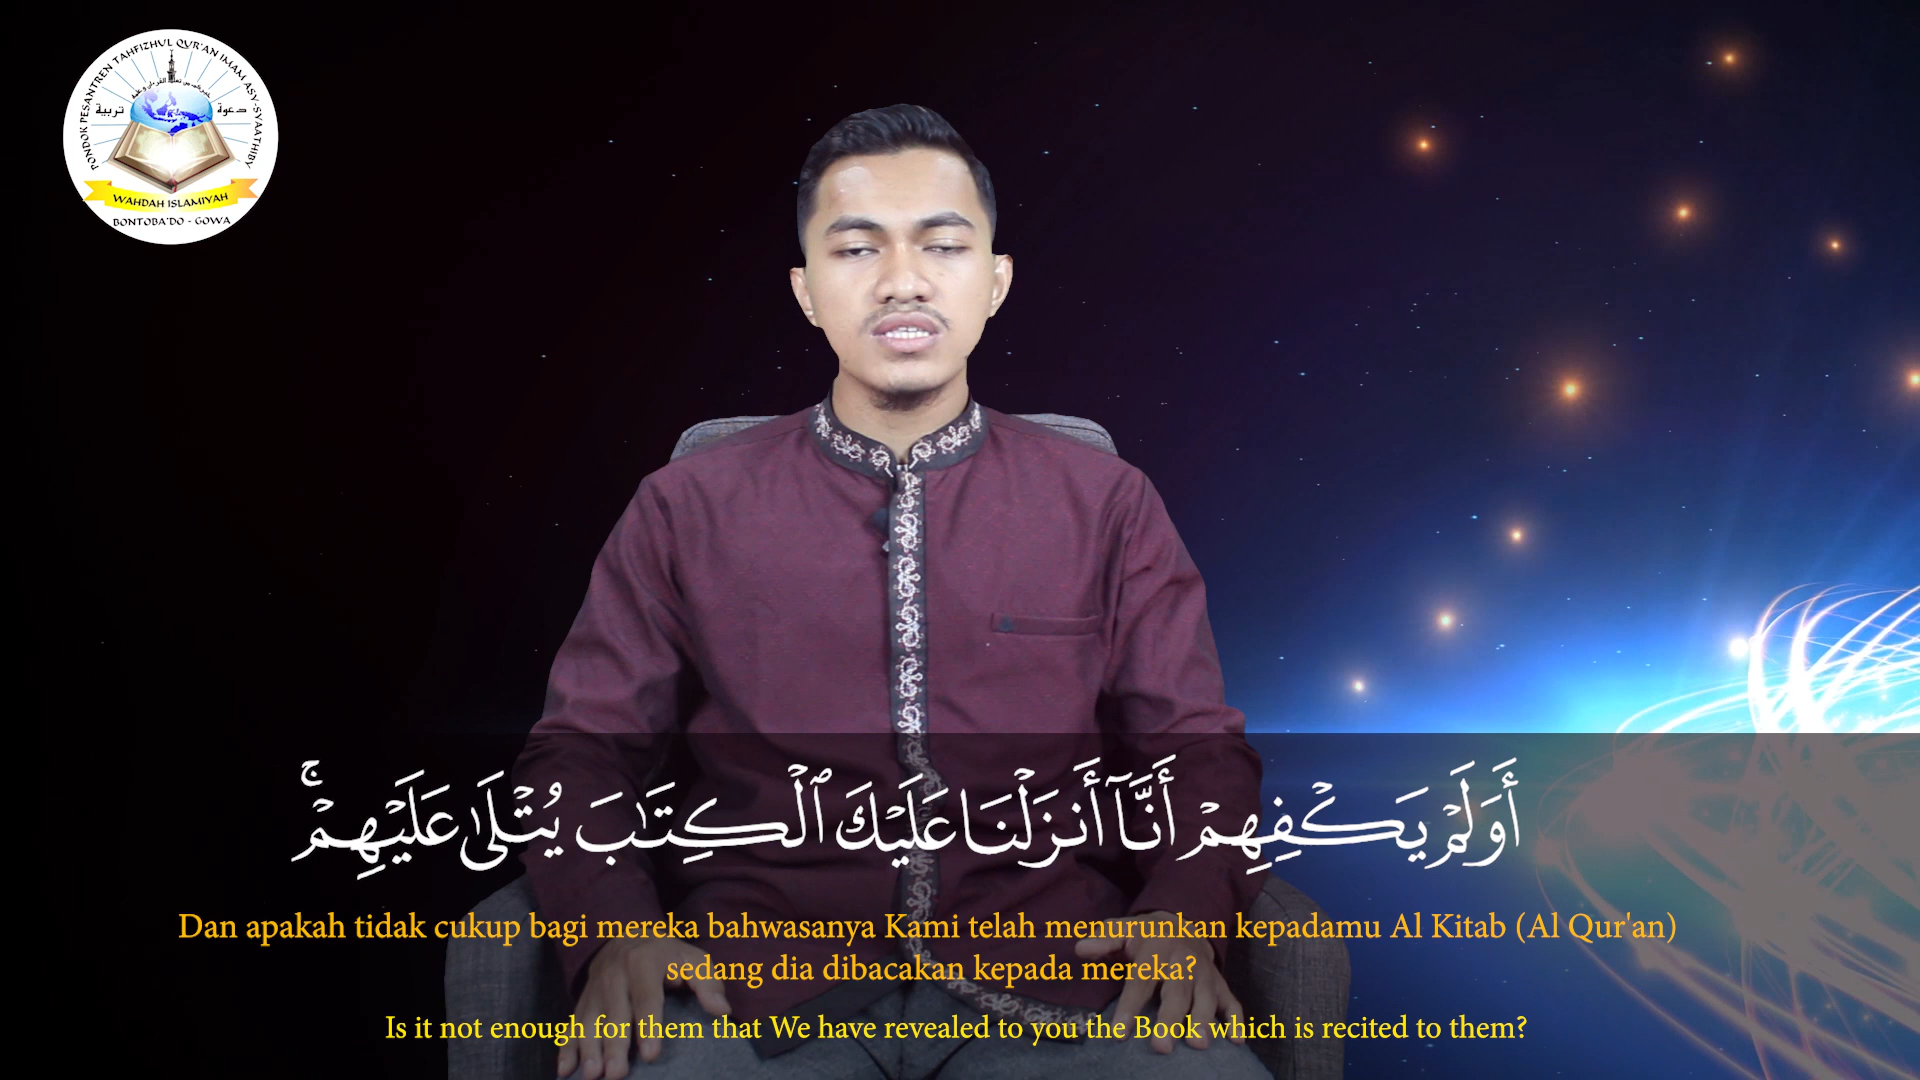 PONDOK PESANTREN TAHFIZHUL QUR'AN IMAM ASY-SYAATHIBY
تربية
دعوة
WAHDAH ISLAMIYAH
BONTOBA'DO - GOWA
أَوَلَمْ يَكْفِهِمْ أَنَّآ أَنزَلْنَا عَلَيْكَ ٱلْكِتَٰبَ يُتْلَىٰ عَلَيْهِمْ ۚ
Dan apakah tidak cukup bagi mereka bahwasanya Kami telah menurunkan kepadamu Al Kitab (Al Qur'an)
sedang dia dibacakan kepada mereka?
Is it not enough for them that We have revealed to you the Book which is recited to them?